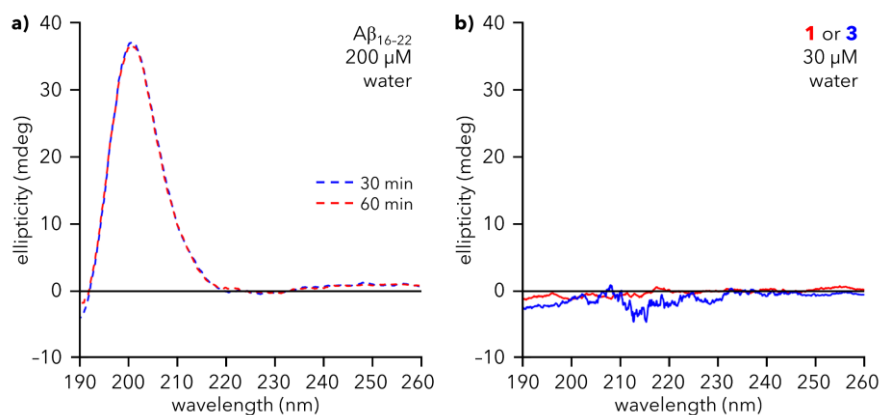 a)
Aβ₁₆₋₂₂
200 µM
water
ellipticity (mdeg)
40
30
20
10
0
−10
30 min
60 min
190 200 210 220 230 240 250 260
wavelength (nm)
b)
1 or 3
30 µM
water
ellipticity (mdeg)
40
30
20
10
0
−10
190 200 210 220 230 240 250 260
wavelength (nm)